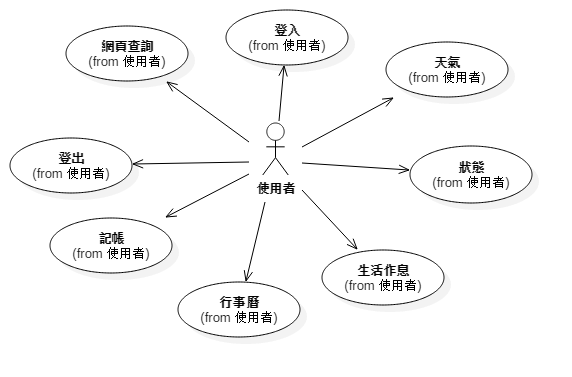 登入
(from 使用者)
網頁查詢
(from 使用者)
天氣
(from 使用者)
登出
(from 使用者)
狀態
(from 使用者)
使用者
記帳
(from 使用者)
生活作息
(from 使用者)
行事曆
(from 使用者)